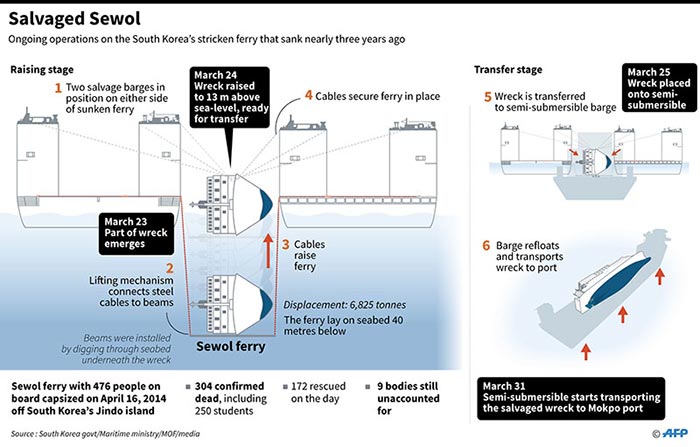 Salvaged Sewol
Ongoing operations on the South Korea's stricken ferry that sank nearly three years ago
Raising stage
1 Two salvage barges in
position on either side
of sunken ferry
March 24
Wreck raised
to 13 m above
sea-level, ready
for transfer
4 Cables secure ferry in place
March 23
Part of wreck
emerges
2
Lifting mechanism
connects steel
cables to beams
3 Cables
raise
ferry
Beams were installed
by digging through seabed
underneath the wreck
Sewol ferry
Displacement: 6,825 tonnes
The ferry lay on seabed 40
metres below
Transfer stage
March 25
Wreck placed
onto semi-
submersible
5 Wreck is transferred
to semi-submersible barge
6 Barge refloats
and transports
wreck to port
March 31
Semi-submersible starts transporting
the salvaged wreck to Mokpo port
Sewol ferry with 476 people on
board capsized on April 16, 2014
off South Korea's Jindo island
304 confirmed
dead, including
250 students
172 rescued
on the day
9 bodies still
unaccounted
for
Source : South Korea govt/Maritime ministry/MOF/media
© AFP